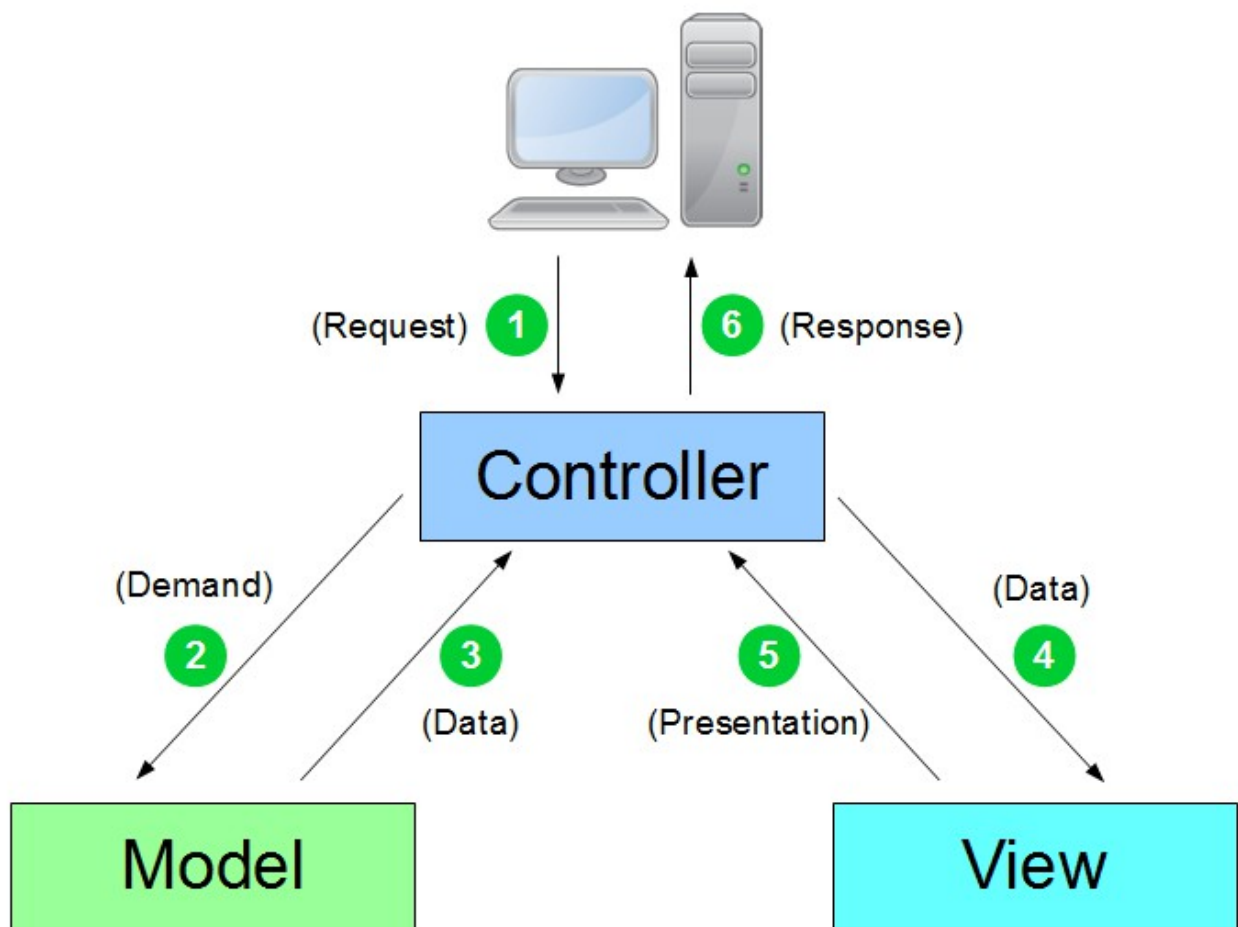 (Request) 1 6 (Response)
Controller
(Demand) (Data)
2 3 5 4
(Data) (Presentation)
Model View